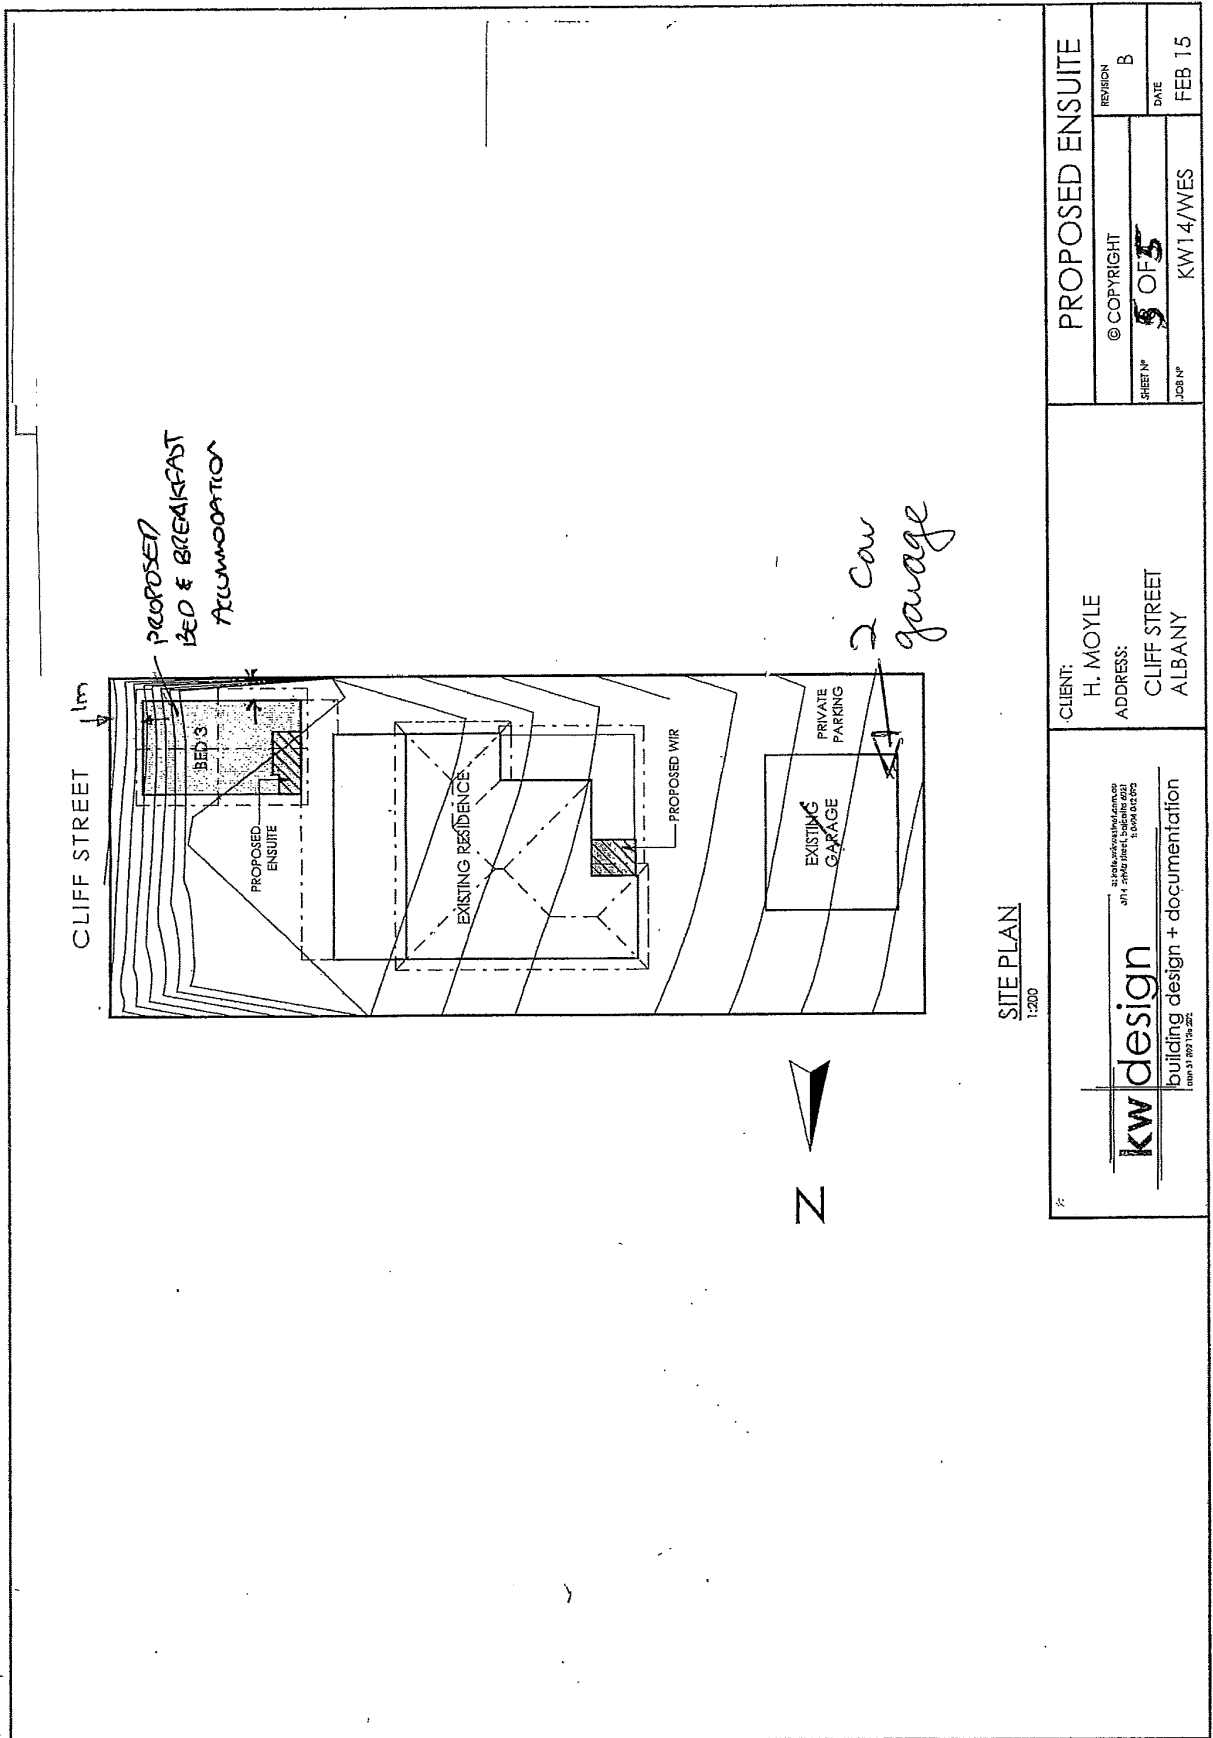 CLIFF STREET
1m
PROPOSED
BED & BREAKFAST
ACCUMMODATION
BED 3
PROPOSED
ENSUITE
EXISTING RESIDENCE
PROPOSED WIR
EXISTING
GARAGE
PRIVATE
PARKING
2 Car
garage
N
SITE PLAN
1:200
kw design
building design + documentation
CLIENT:
H. MOYLE
ADDRESS:
CLIFF STREET
ALBANY
PROPOSED ENSUITE
© COPYRIGHT
REVISION
B
SHEET Nº
5 OF 5
DATE
FEB 15
JOB Nº
KW14/WES